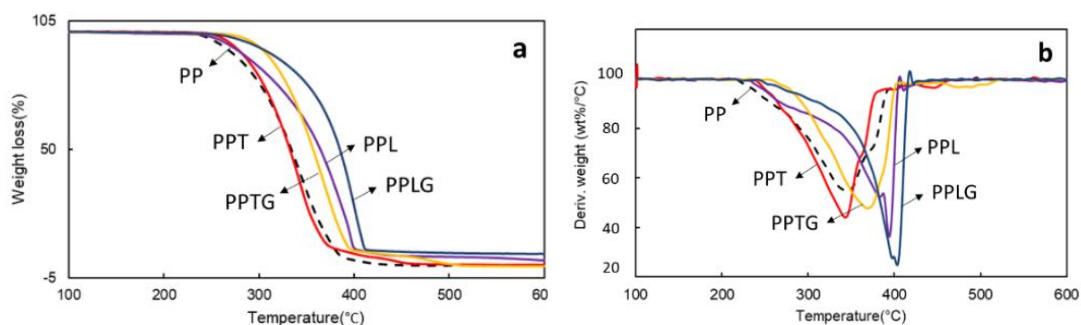 105
50
-5
Weight loss(%)
a
PP
PPT
PPL
PPTG
PPLG
100
200
300
400
500
60
Temperature(°C)
100
80
60
40
20
Deriv. weight (wt%/°C)
b
PP
PPT
PPL
PPTG
PPLG
100
200
300
400
500
600
Temperature(°C)